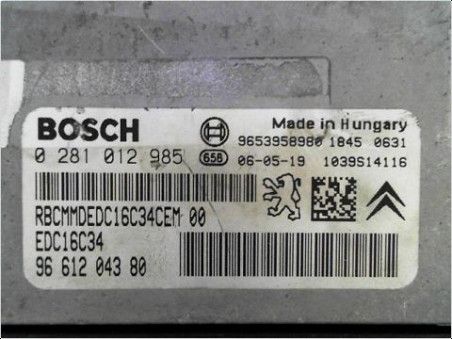 BOSCH
Made in Hungary
9653958980 1845 0631
0 281 012 985
658
06-05-19 1039S14116
RBCMMDEDC16C34CEM 00
EDC16C34
96 612 043 80